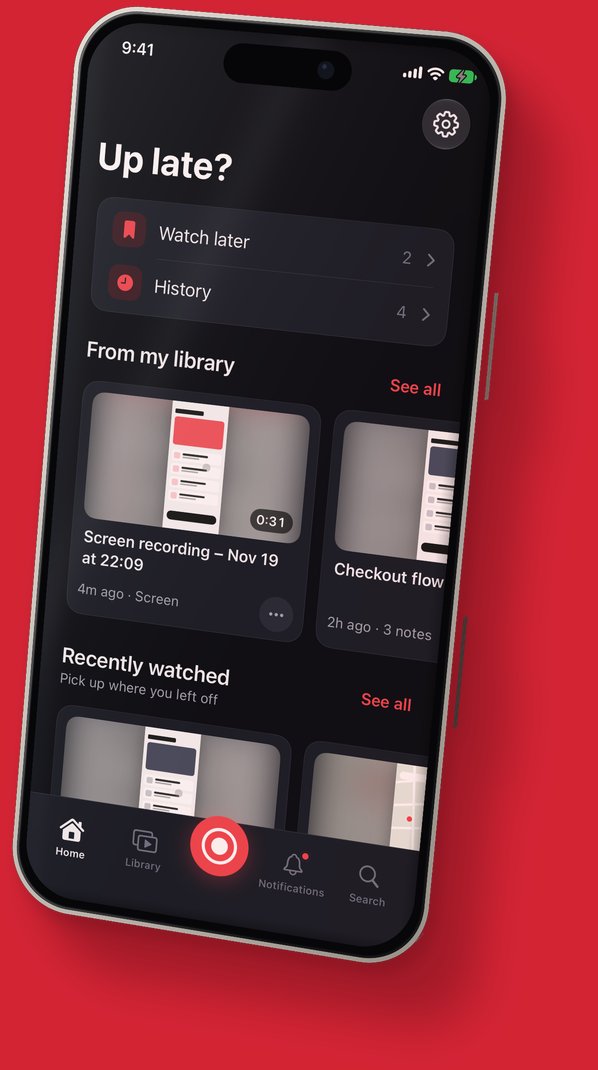 9:41
Up late?
Watch later 2
History 4
From my library
See all
0:31
Screen recording – Nov 19
at 22:09
4m ago · Screen
Checkout flow
2h ago · 3 notes
Recently watched
Pick up where you left off
See all
Home
Library
Notifications
Search